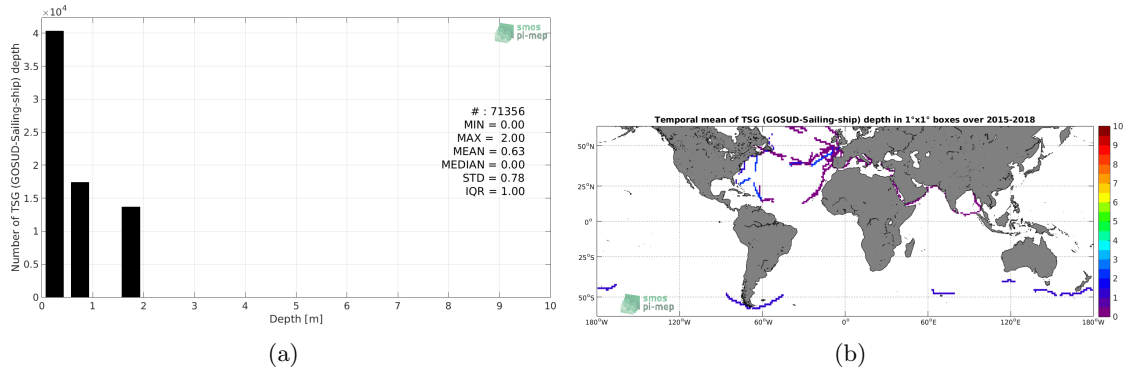 ×10⁴
4
3.5
3
2.5
2
1.5
1
0.5
0
Number of TSG (GOSUD-Sailing-ship) depth
smos
pi-mep
# : 71356
MIN = 0.00
MAX = 2.00
MEAN = 0.63
MEDIAN = 0.00
STD = 0.78
IQR = 1.00
0 1 2 3 4 5 6 7 8 9 10
Depth [m]
(a)
Temporal mean of TSG (GOSUD-Sailing-ship) depth in 1°x1° boxes over 2015-2018
50°N
25°N
0°
25°S
50°S
smos
pi-mep
180°W 120°W 60°W 0° 60°E 120°E 180°W
10
9
8
7
6
5
4
3
2
1
0
(b)